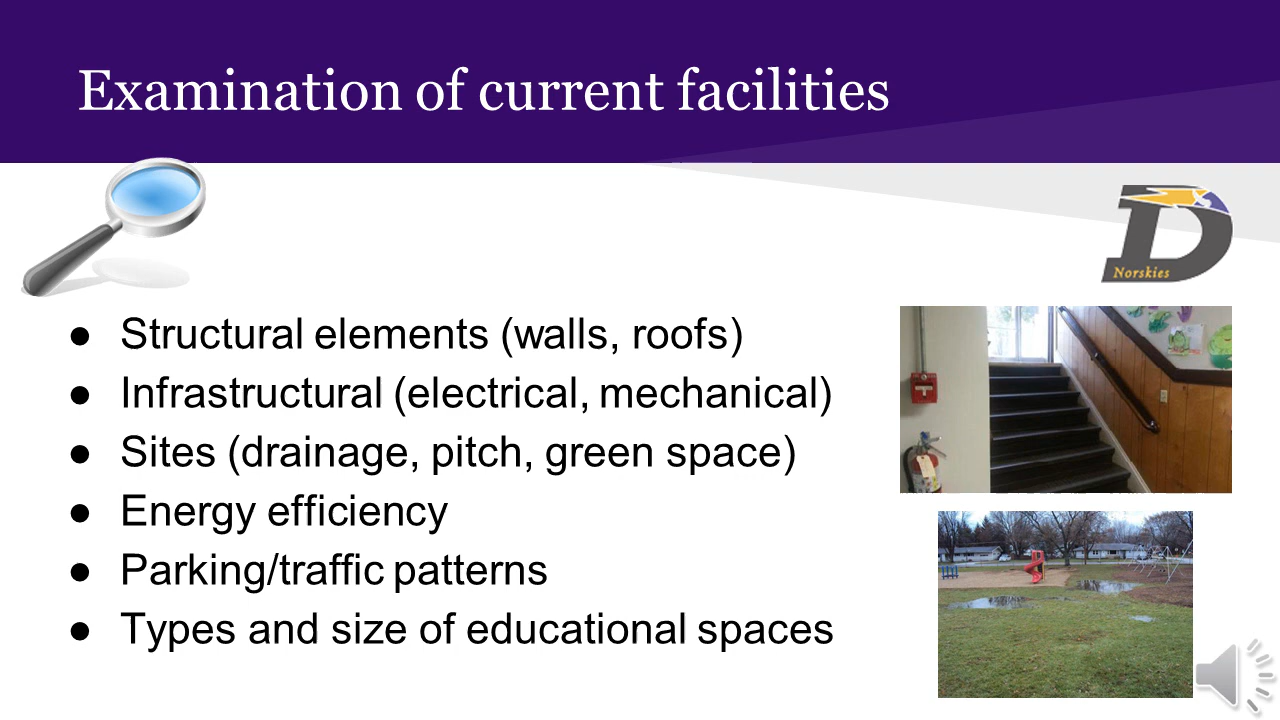 Examination of current facilities
Norskies
● Structural elements (walls, roofs)
● Infrastructural (electrical, mechanical)
● Sites (drainage, pitch, green space)
● Energy efficiency
● Parking/traffic patterns
● Types and size of educational spaces